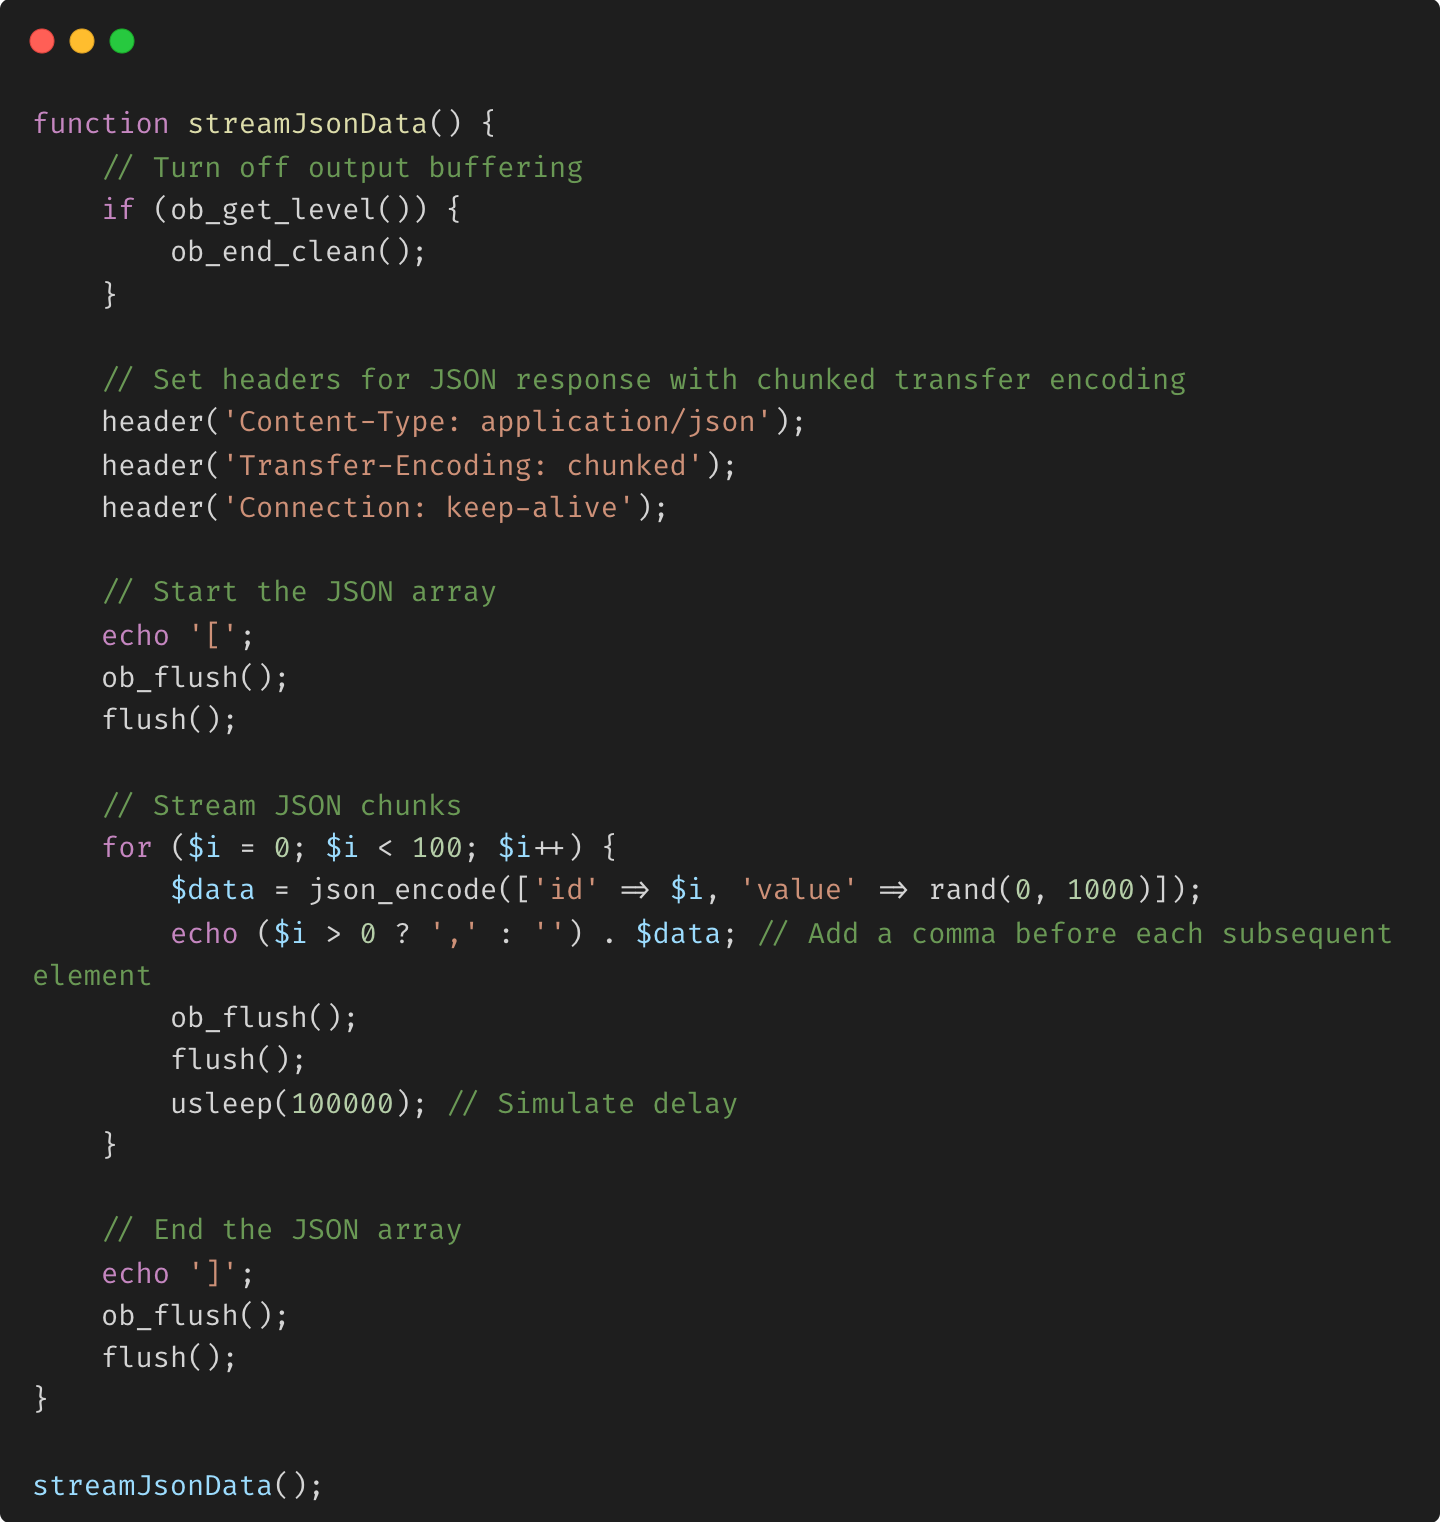 function streamJsonData() {
    // Turn off output buffering
    if (ob_get_level()) {
        ob_end_clean();
    }

    // Set headers for JSON response with chunked transfer encoding
    header('Content-Type: application/json');
    header('Transfer-Encoding: chunked');
    header('Connection: keep-alive');

    // Start the JSON array
    echo '[';
    ob_flush();
    flush();

    // Stream JSON chunks
    for ($i = 0; $i < 100; $i++) {
        $data = json_encode(['id' => $i, 'value' => rand(0, 1000)]);
        echo ($i > 0 ? ',' : '') . $data; // Add a comma before each subsequent
element
        ob_flush();
        flush();
        usleep(100000); // Simulate delay
    }

    // End the JSON array
    echo ']';
    ob_flush();
    flush();
}

streamJsonData();